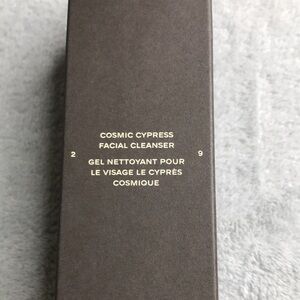 COSMIC CYPRESS
FACIAL CLEANSER
2 9
GEL NETTOYANT POUR
LE VISAGE LE CYPRÈS
COSMIQUE